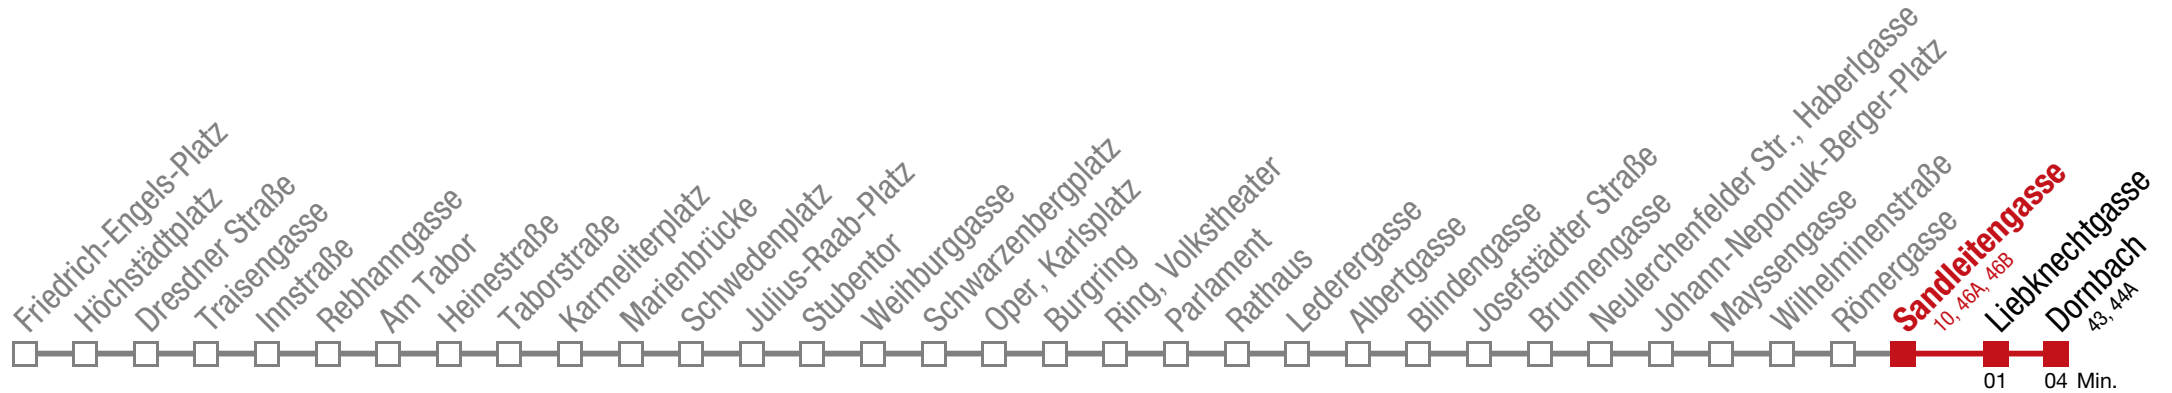 Friedrich-Engels-Platz
Höchstädtplatz
Dresdner Straße
Traisengasse
Innstraße
Rebhanngasse
Am Tabor
Heinestraße
Taborstraße
Karmeliterplatz
Marienbrücke
Schwedenplatz
Julius-Raab-Platz
Stubentor
Weihburggasse
Schwarzenbergplatz
Oper, Karlsplatz
Burgring
Ring, Volkstheater
Parlament
Rathaus
Lederergasse
Albertgasse
Blindengasse
Josefstädter Straße
Brunnengasse
Neulerchenfelder Str., Haberlgasse
Johann-Nepomuk-Berger-Platz
Mayssengasse
Wilhelminenstraße
Römergasse
Sandleitengasse
10, 46A, 46B
Liebknechtgasse
Dornbach
43, 44A
01
04 Min.